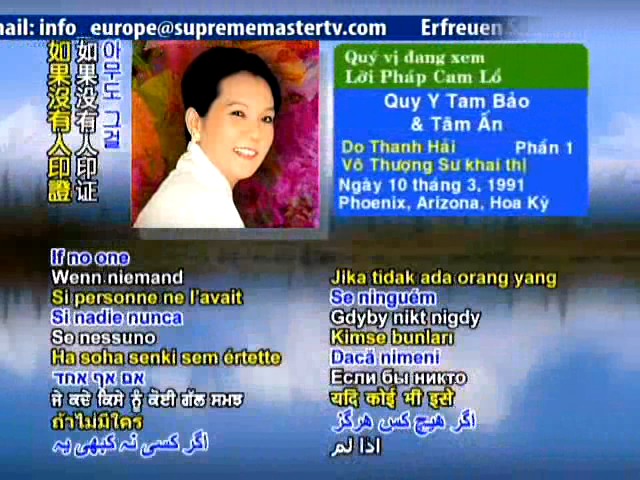 nail: info_europe@suprememastertv.com Erfreuen S
如果沒有人印證
如果没有人印证
아무도 그걸
Quý vị đang xem
Lời Pháp Cam Lồ
Quy Y Tam Bảo
& Tâm Ấn
Do Thanh Hải Phần 1
Vô Thượng Sư khai thị
Ngày 10 tháng 3, 1991
Phoenix, Arizona, Hoa Kỳ
If no one
Wenn niemand
Si personne ne l'avait
Si nadie nunca
Se nessuno
Ha soha senki sem értette
אם אף אחד
ਜੇ ਕਦੇ ਕਿਸੇ ਨੂੰ ਕੋਈ ਗੱਲ ਸਮਝ
ถ้าไม่มีใคร
اگر کسی نہ کبھی یہ
Jika tidak ada orang yang
Se ninguém
Gdyby nikt nigdy
Kimse bunları
Dacă nimeni
Если бы никто
यदि कोई भी इसे
اگر هیچ کس هرگز
اذا لم